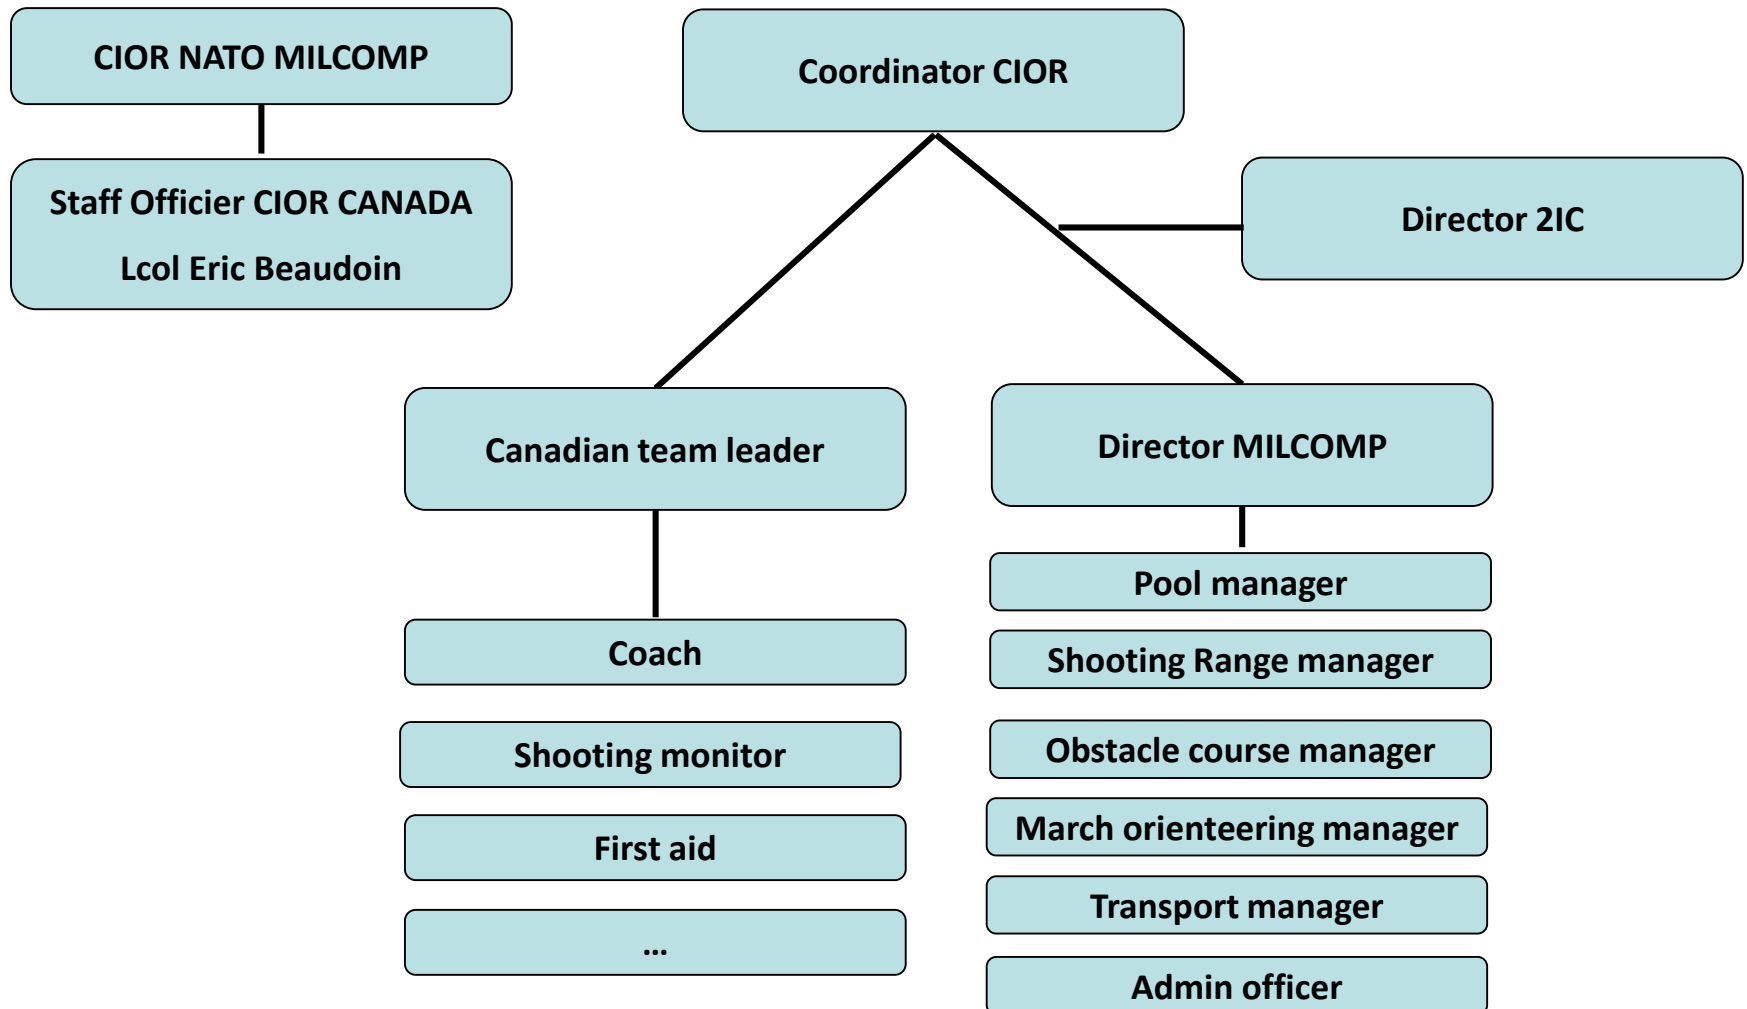 CIOR NATO MILCOMP
Staff Officier CIOR CANADA
Lcol Eric Beaudoin
Coordinator CIOR
Director 2IC
Canadian team leader
Coach
Shooting monitor
First aid
...
Director MILCOMP
Pool manager
Shooting Range manager
Obstacle course manager
March orienteering manager
Transport manager
Admin officer